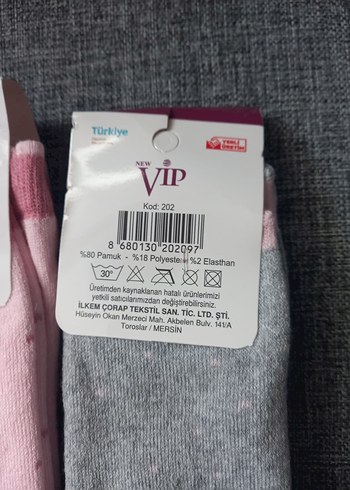 Türkiye
YERLİ
ÜRETİM
NEW
VIP
Kod: 202
8 680130 202097
%80 Pamuk - %18 Polyester %2 Elasthan
30°
Üretimden kaynaklanan hatalı ürünlerimizi
yetkili satıcılarımızdan değiştirebilirsiniz.
İLKEM ÇORAP TEKSTİL SAN. TİC. LTD. ŞTİ.
Hüseyin Okan Merzeci Mah. Akbelen Bulv. 141/A
Toroslar / MERSİN